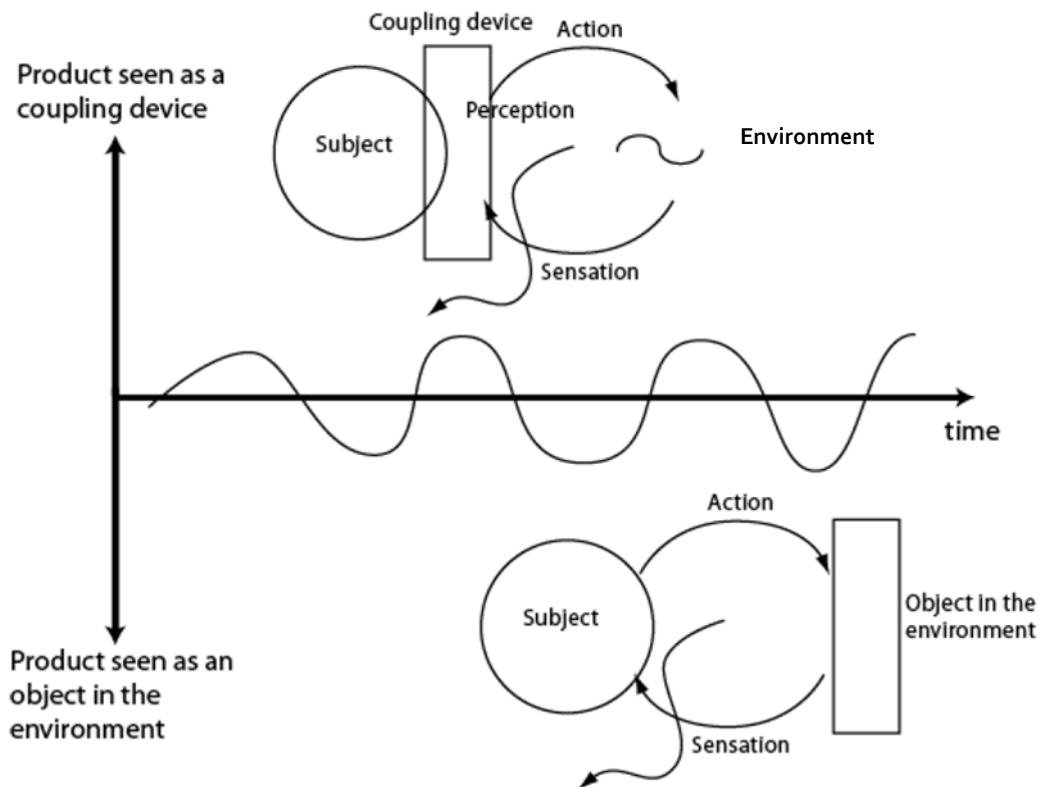 Coupling device
Action
Product seen as a
coupling device
Perception
Subject
Environment
Sensation
time
Action
Subject
Object in the
environment
Product seen as an
object in the
environment
Sensation